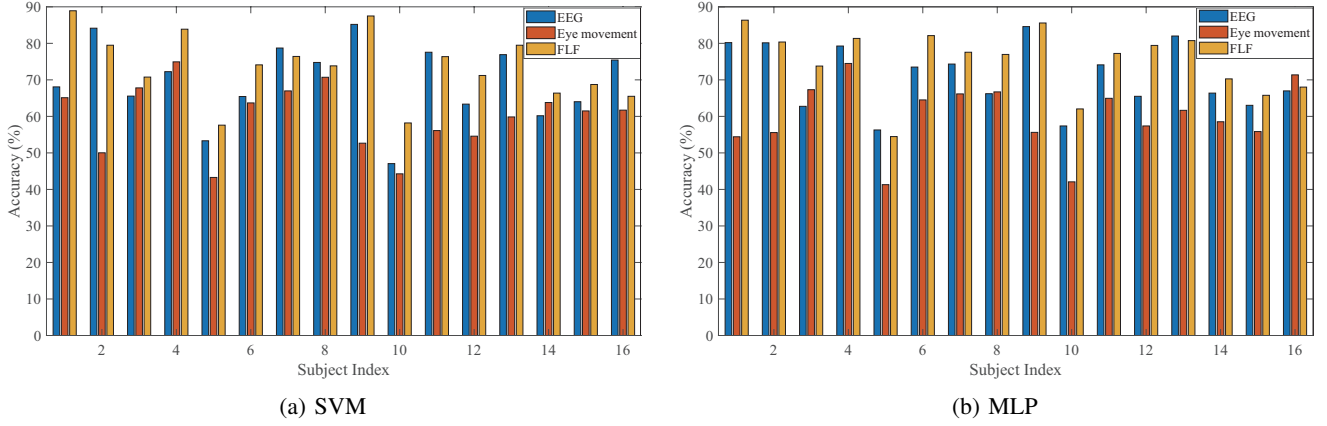 90
80
70
60
50
40
30
20
10
0
Accuracy (%)
EEG
Eye movement
FLF
2 4 6 8 10 12 14 16
Subject Index
(a) SVM
90
80
70
60
50
40
30
20
10
0
Accuracy (%)
EEG
Eye movement
FLF
2 4 6 8 10 12 14 16
Subject Index
(b) MLP